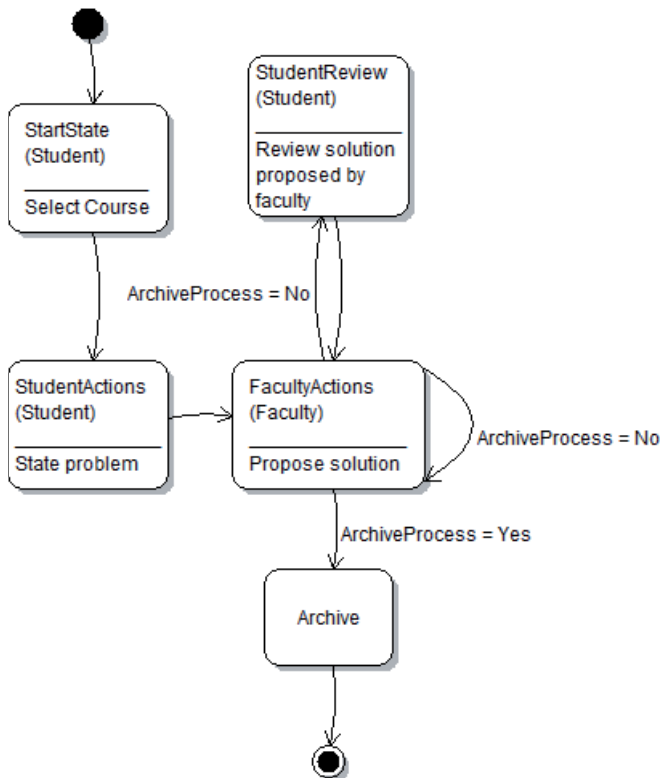 StartState
(Student)
Select Course
StudentReview
(Student)
Review solution
proposed by
faculty
ArchiveProcess = No
StudentActions
(Student)
State problem
FacultyActions
(Faculty)
Propose solution
ArchiveProcess = No
ArchiveProcess = Yes
Archive